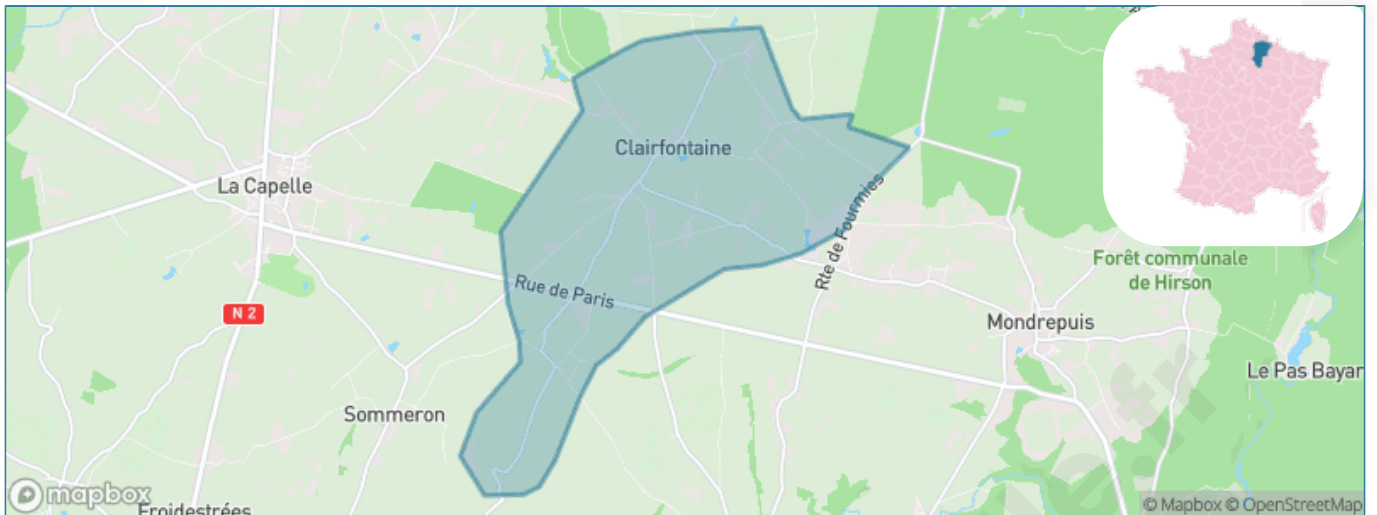 Clairfontaine
La Capelle
Rte de Fourmies
Forêt communale
de Hirson
Rue de Paris
N 2
Mondrepuis
Le Pas Bayar
Sommeron
mapbox
Froidestrées
© Mapbox © OpenStreetMap